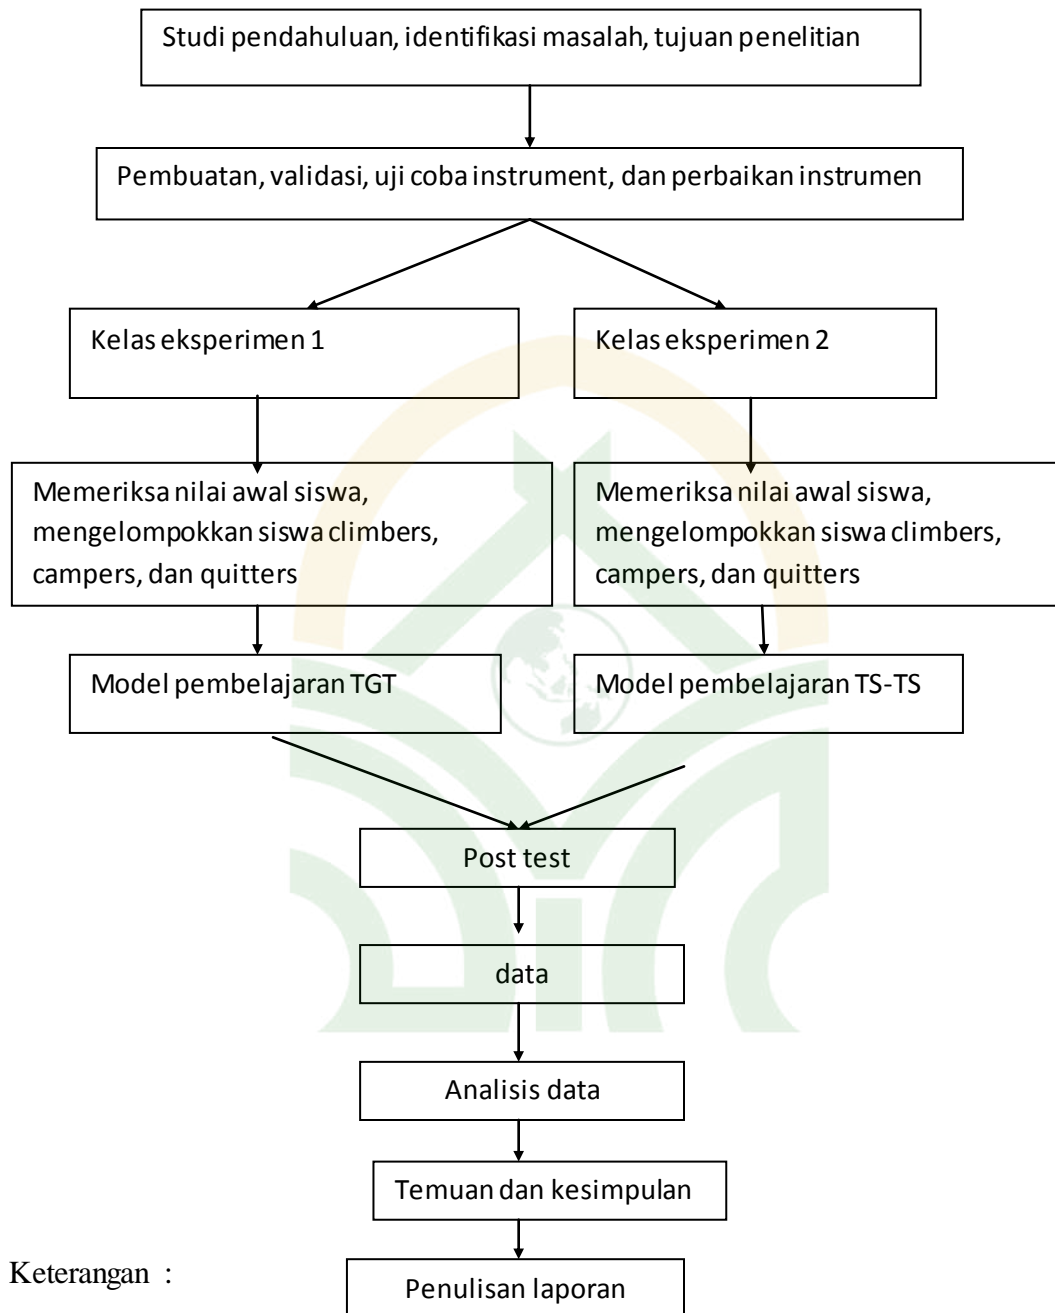 Studi pendahuluan, identifikasi masalah, tujuan penelitian
Pembuatan, validasi, uji coba instrument, dan perbaikan instrumen
Kelas eksperimen 1
Kelas eksperimen 2
Memeriksa nilai awal siswa,
mengelompokkan siswa climbers,
campers, dan quitters
Memeriksa nilai awal siswa,
mengelompokkan siswa climbers,
campers, dan quitters
Model pembelajaran TGT
Model pembelajaran TS-TS
Post test
data
Analisis data
Temuan dan kesimpulan
Keterangan :
Penulisan laporan